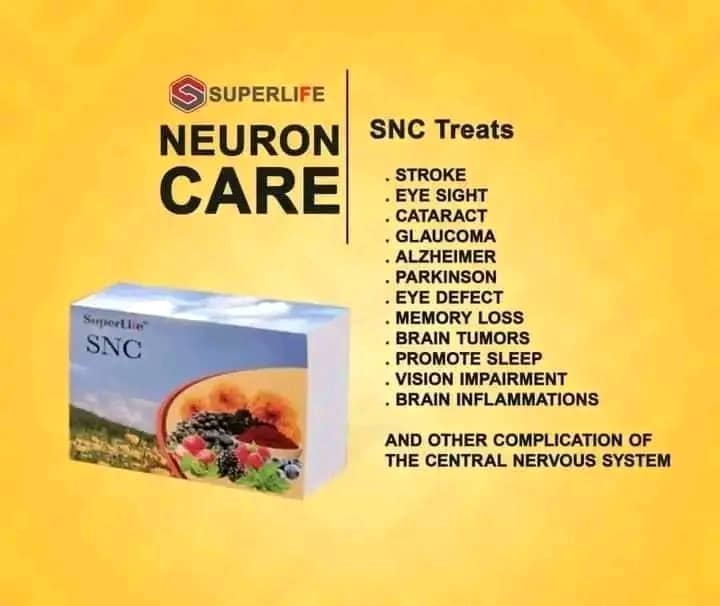 SUPERLIFE
NEURON
CARE
SNC Treats
. STROKE
. EYE SIGHT
. CATARACT
. GLAUCOMA
. ALZHEIMER
. PARKINSON
. EYE DEFECT
. MEMORY LOSS
. BRAIN TUMORS
. PROMOTE SLEEP
. VISION IMPAIRMENT
. BRAIN INFLAMMATIONS
AND OTHER COMPLICATION OF
THE CENTRAL NERVOUS SYSTEM
SuperLife™
SNC